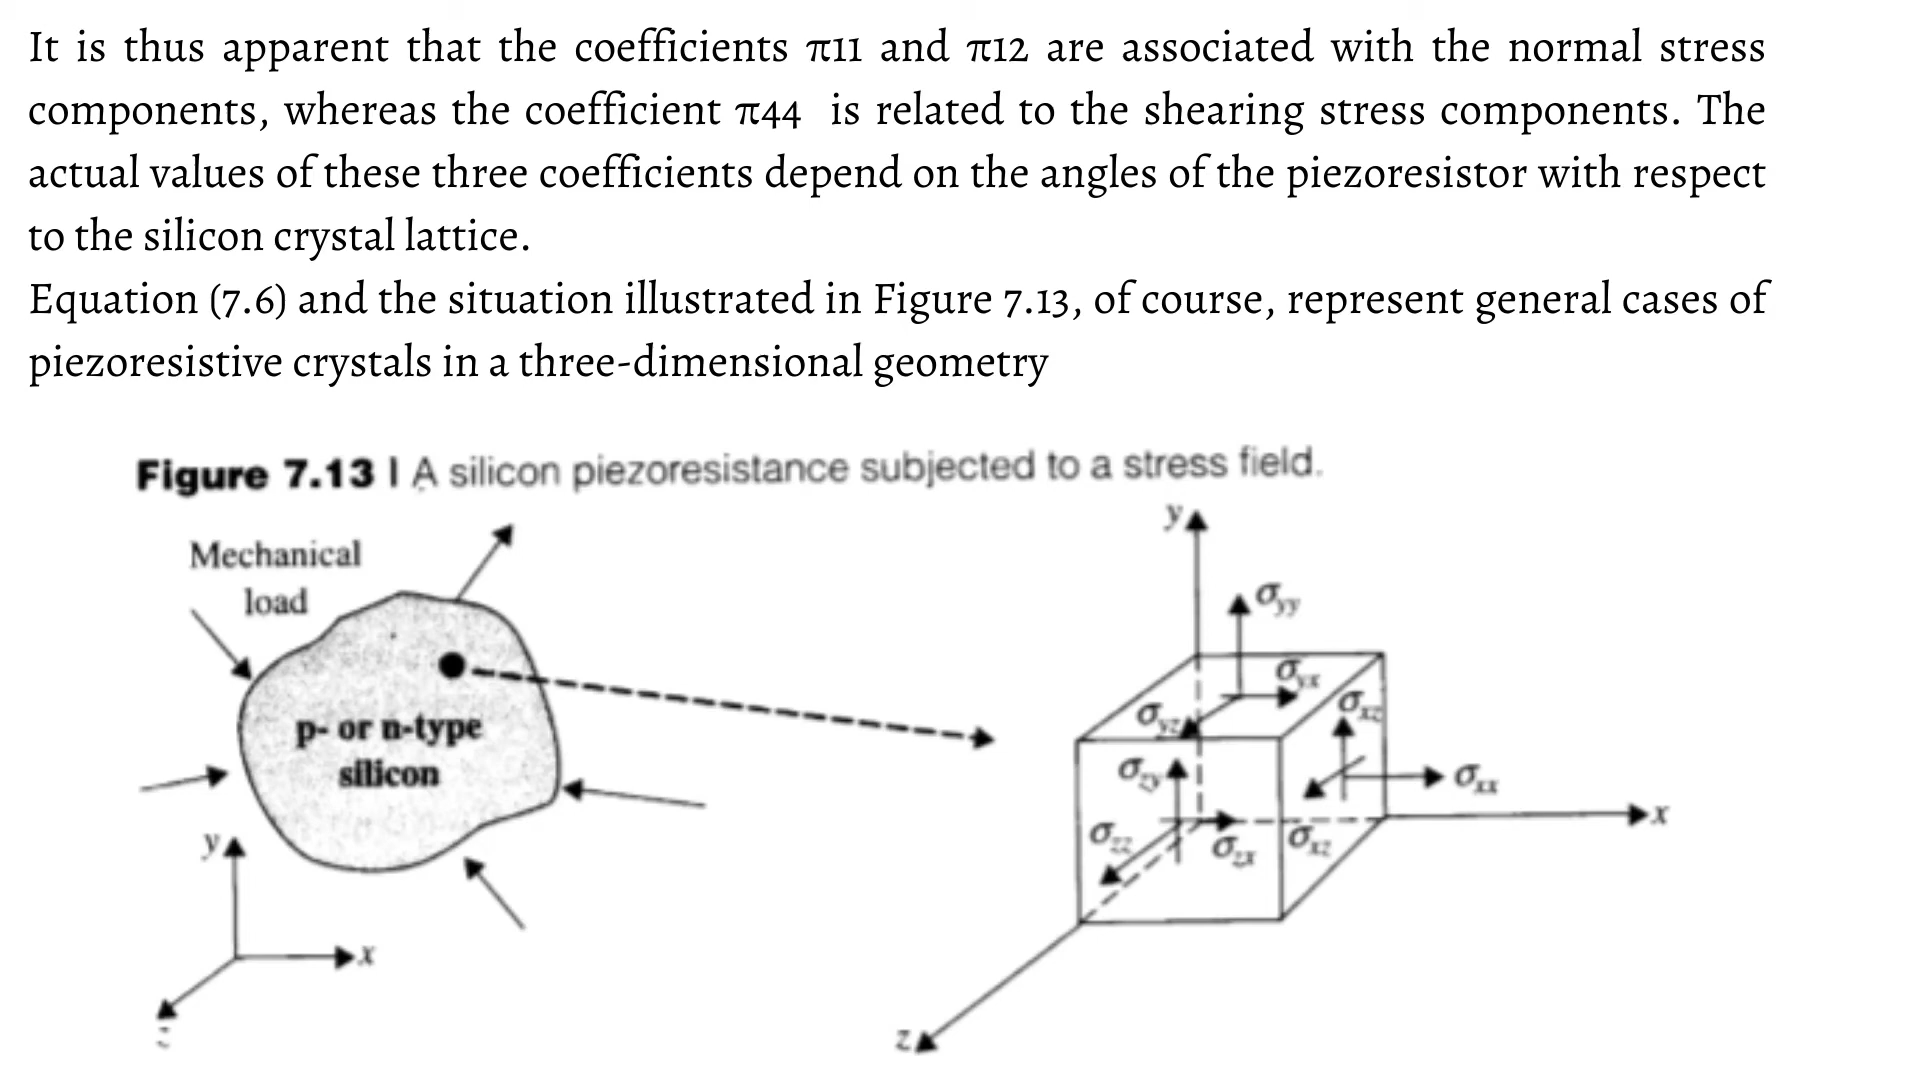 It is thus apparent that the coefficients π11 and π12 are associated with the normal stress
components, whereas the coefficient π44 is related to the shearing stress components. The
actual values of these three coefficients depend on the angles of the piezoresistor with respect
to the silicon crystal lattice.
Equation (7.6) and the situation illustrated in Figure 7.13, of course, represent general cases of
piezoresistive crystals in a three-dimensional geometry
Figure 7.13 | A silicon piezoresistance subjected to a stress field.
Mechanical
load
p- or n-type
silicon
y
x
y
σyy
σyx
σyz
σxz
σzy
σxx
σzz
σzx
σxz
x
z